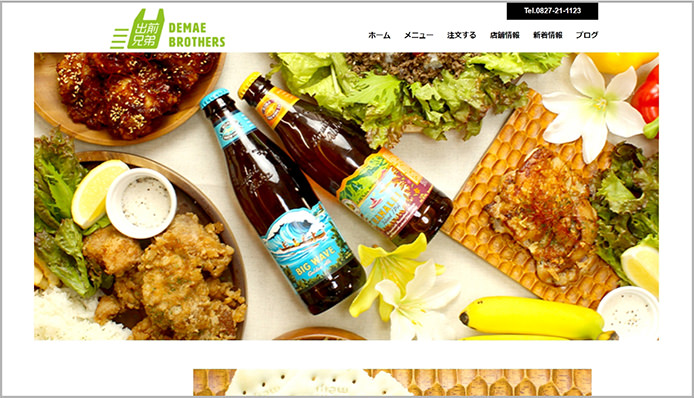 Tel.0827-21-1123
出前
兄弟
DEMAE
BROTHERS
ホーム メニュー 注文する 店舗情報 新着情報 ブログ
BIG WAVE